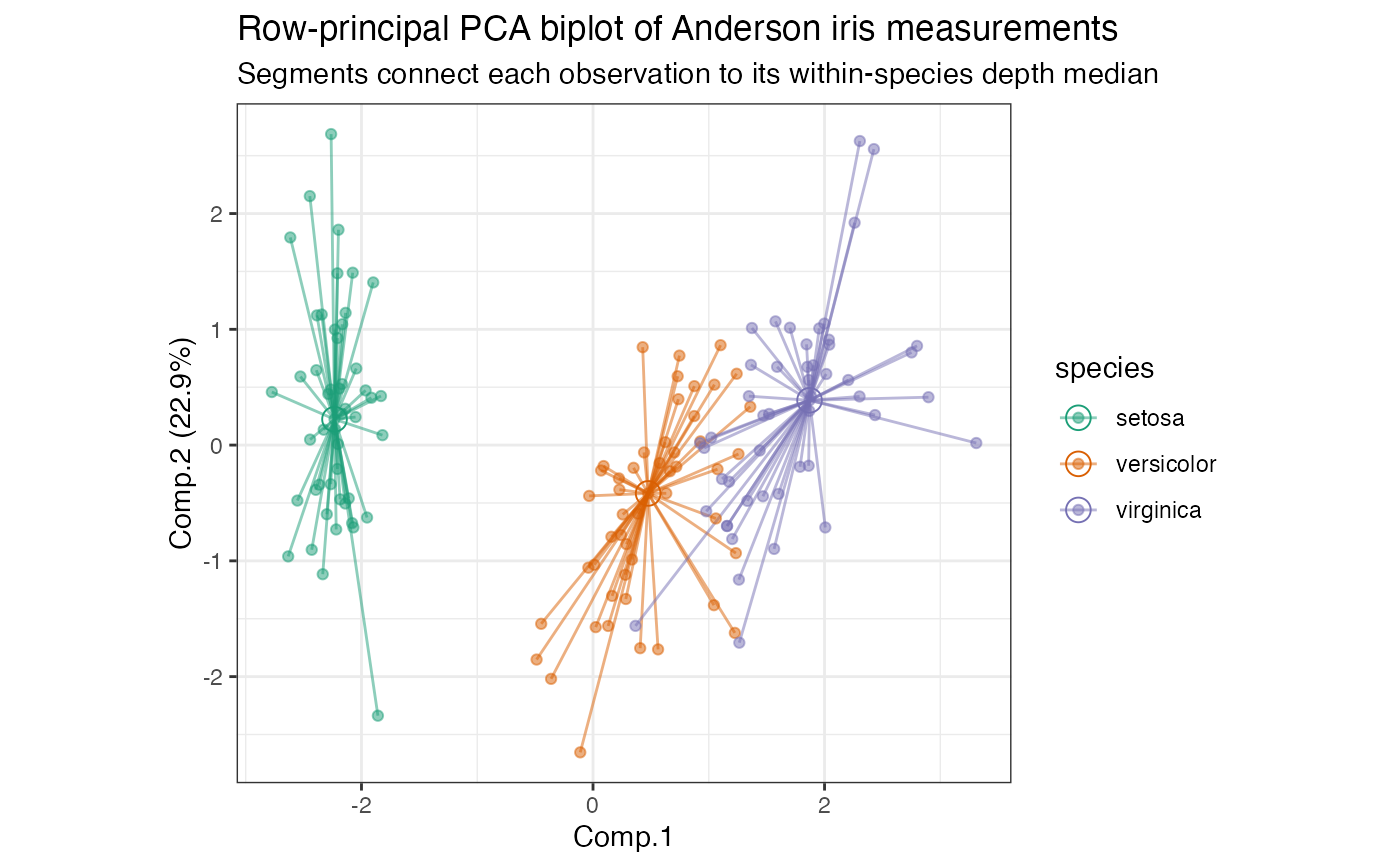 Row-principal PCA biplot of Anderson iris measurements
Segments connect each observation to its within-species depth median
Comp.2 (22.9%)
2
1
0
-1
-2
-2
0
2
Comp.1
species
setosa
versicolor
virginica